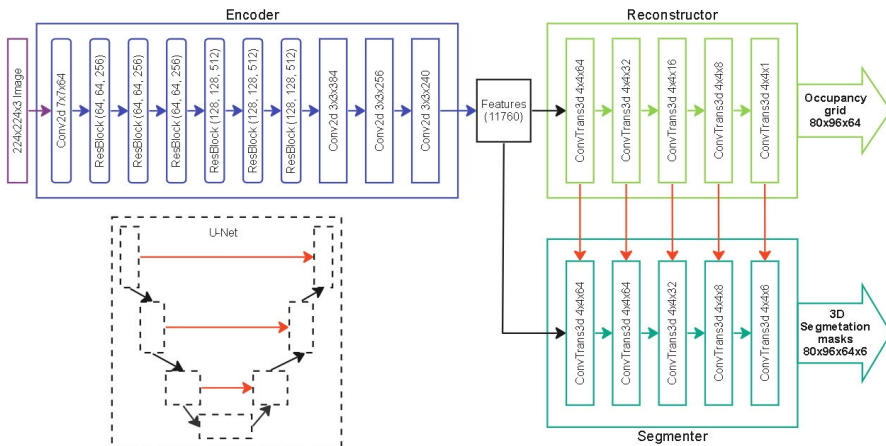 Encoder
Reconstructor
224x224x3 Image
Conv2d 7x7x64
ResBlock (64, 64, 256)
ResBlock (64, 64, 256)
ResBlock (64, 64, 256)
ResBlock (128, 128, 512)
ResBlock (128, 128, 512)
ResBlock (128, 128, 512)
Conv2d 3x3x384
Conv2d 3x3x256
Conv2d 3x3x240
Features
(11760)
ConvTrans3d 4x4x64
ConvTrans3d 4x4x32
ConvTrans3d 4x4x16
ConvTrans3d 4x4x8
ConvTrans3d 4x4x1
Occupancy
grid
80x96x64
U-Net
ConvTrans3d 4x4x64
ConvTrans3d 4x4x64
ConvTrans3d 4x4x32
ConvTrans3d 4x4x8
ConvTrans3d 4x4x6
3D
Segmetation
masks
80x96x64x6
Segmenter